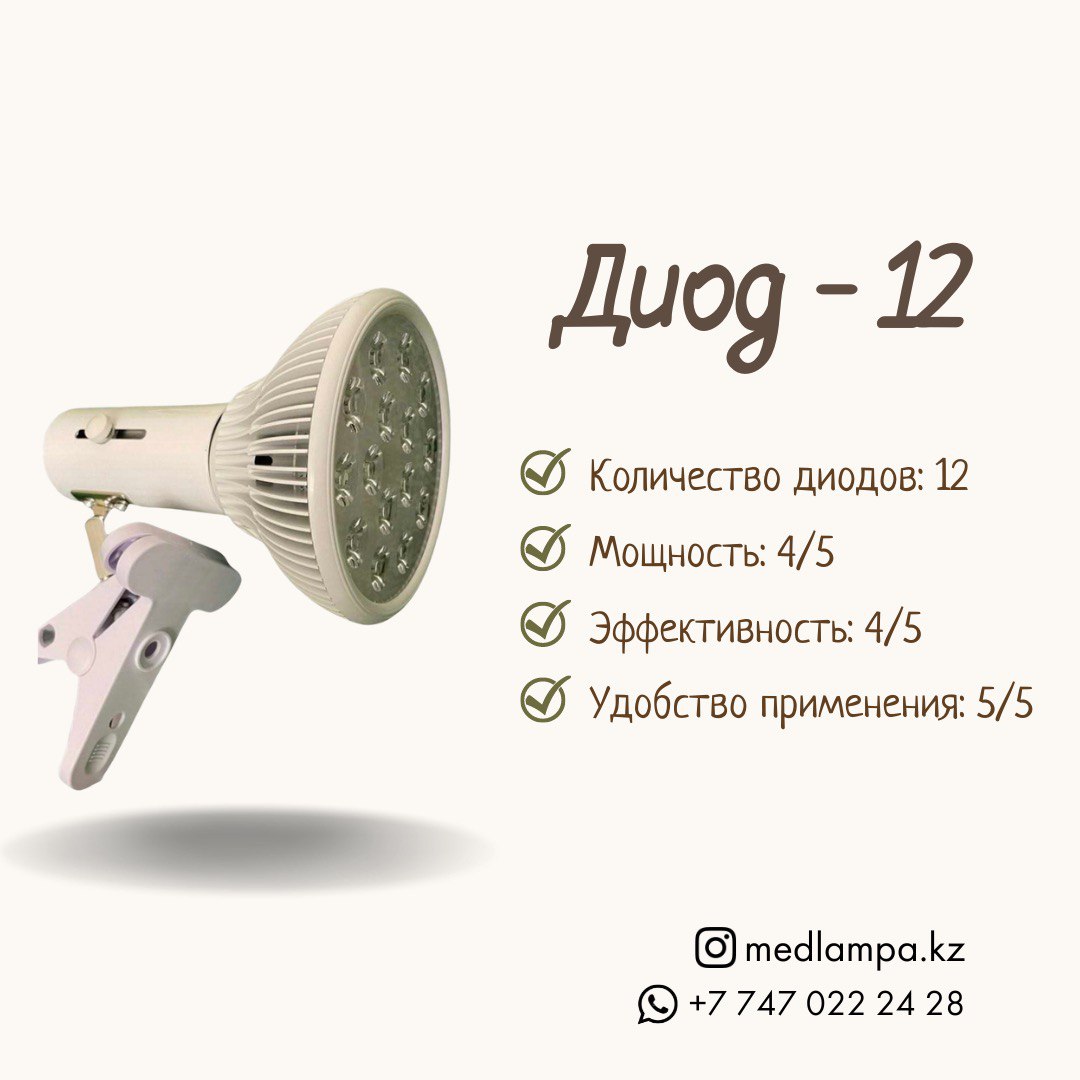 Диод - 12
Количество диодов: 12
Мощность: 4/5
Эффективность: 4/5
Удобство применения: 5/5
medlampa.kz
+7 747 022 24 28